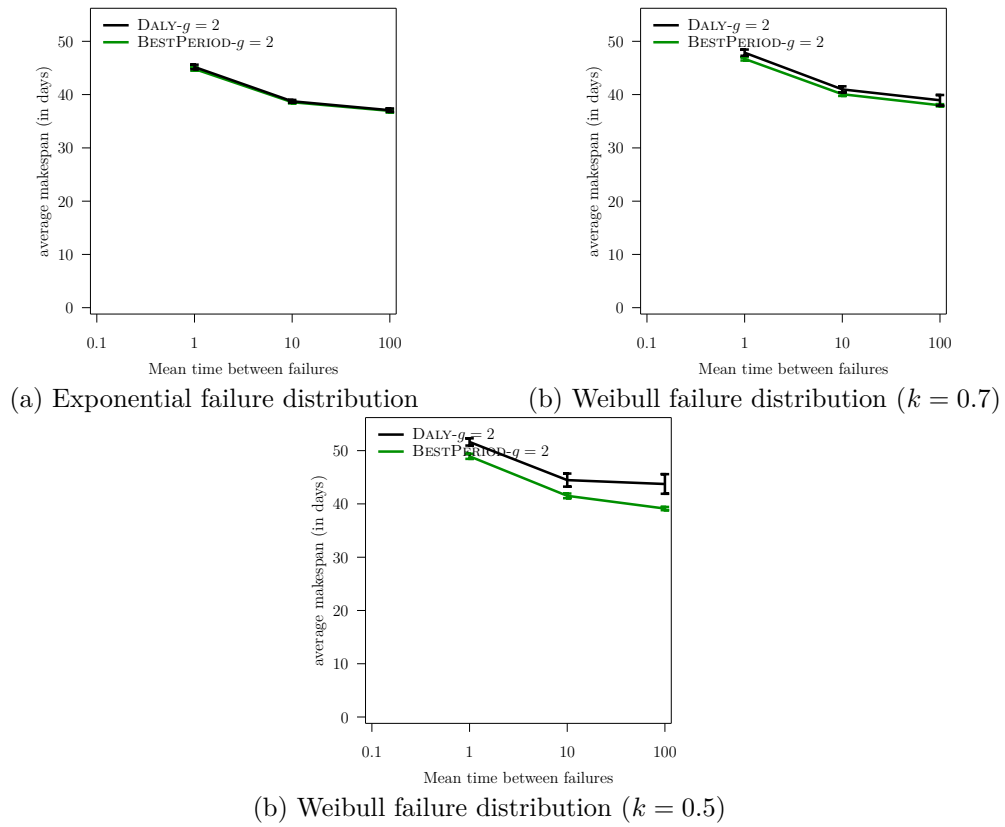 DALY-g = 2
BESTPERIOD-g = 2
average makespan (in days)
50
40
30
20
10
0
0.1 1 10 100
Mean time between failures
(a) Exponential failure distribution
DALY-g = 2
BESTPERIOD-g = 2
average makespan (in days)
50
40
30
20
10
0
0.1 1 10 100
Mean time between failures
(b) Weibull failure distribution (k = 0.7)
DALY-g = 2
BESTPERIOD-g = 2
average makespan (in days)
50
40
30
20
10
0
0.1 1 10 100
Mean time between failures
(b) Weibull failure distribution (k = 0.5)